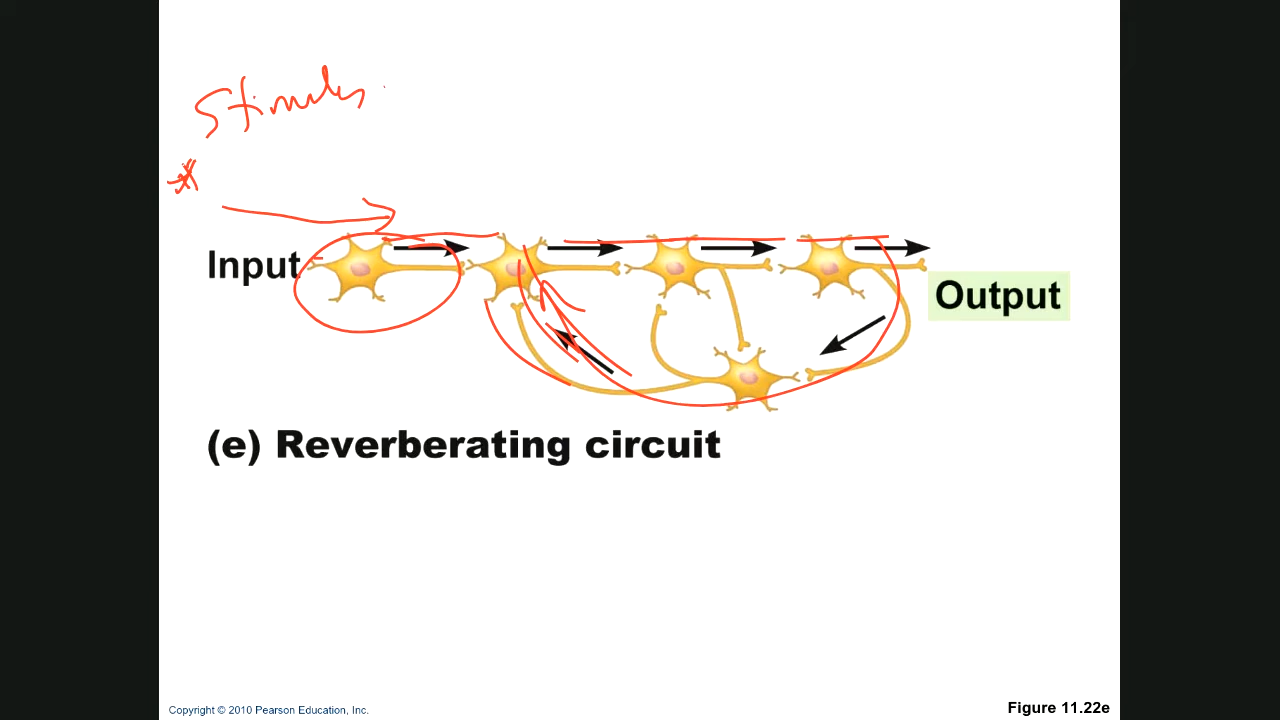 Stimulus
*
Input
Output
(e) Reverberating circuit
Copyright © 2010 Pearson Education, Inc.
Figure 11.22e